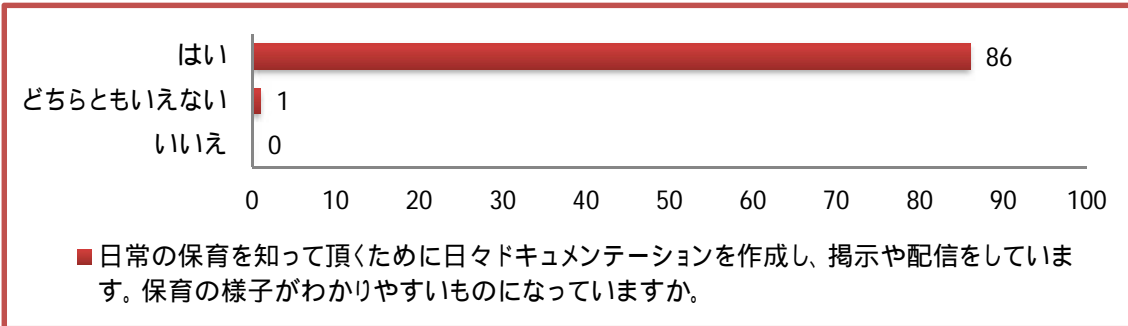 はい 86
どちらともいえない 1
いいえ 0
0 10 20 30 40 50 60 70 80 90 100
日常の保育を知って頂くために日々ドキュメンテーションを作成し、掲示や配信をしていま
す。保育の様子がわかりやすいものになっていますか。